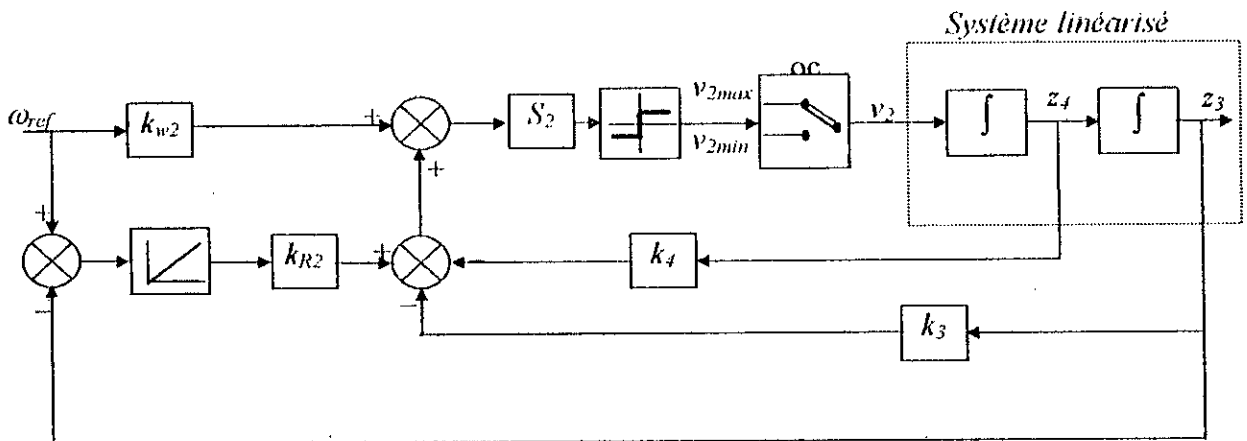 Système linéarisé
ω_ref
k_w2
+
+
S_2
v_2max
v_2min
OC
v_2
∫
z_4
∫
z_3
+
−
k_R2
+
−
k_4
k_3